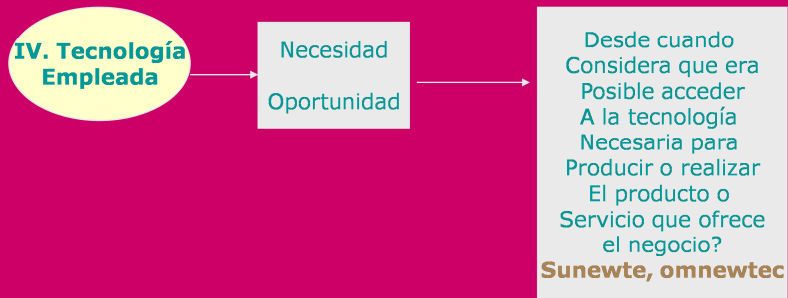 IV. Tecnología
Empleada
Necesidad
Oportunidad
Desde cuando
Considera que era
Posible acceder
A la tecnología
Necesaria para
Producir o realizar
El producto o
Servicio que ofrece
el negocio?
Sunewte, omnewtec